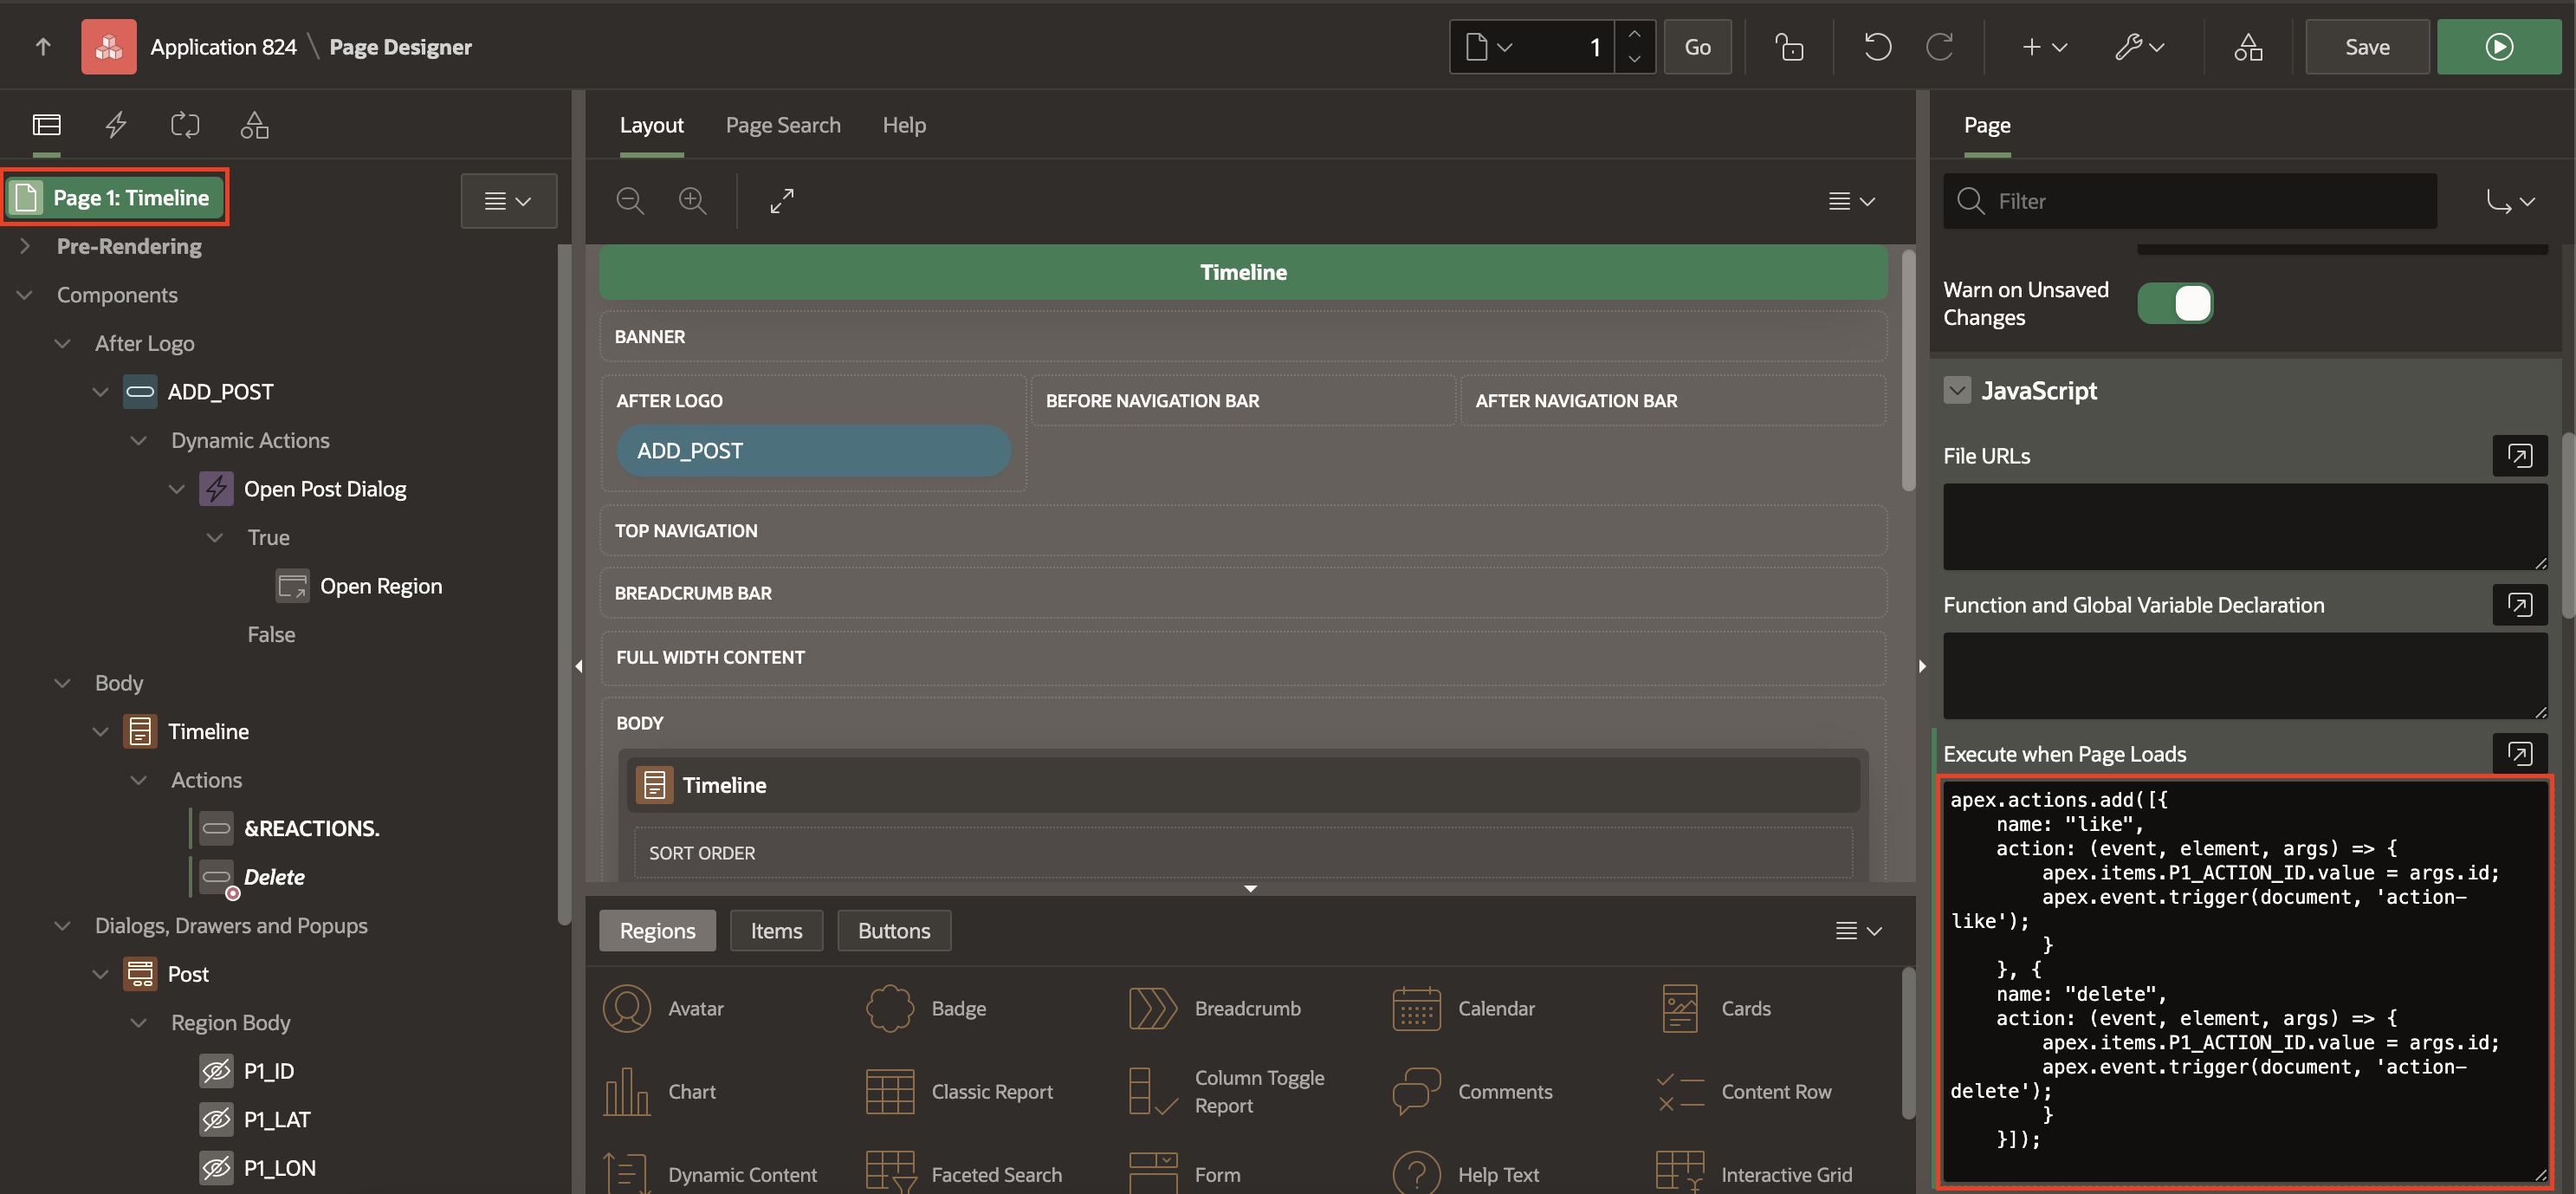 Application 824 \ Page Designer
1
Go
Save
Layout
Page Search
Help
Page
Page 1: Timeline
Pre-Rendering
Components
After Logo
ADD_POST
Dynamic Actions
Open Post Dialog
True
Open Region
False
Body
Timeline
Actions
&REACTIONS.
Delete
Dialogs, Drawers and Popups
Post
Region Body
P1_ID
P1_LAT
P1_LON
Timeline
BANNER
AFTER LOGO
BEFORE NAVIGATION BAR
AFTER NAVIGATION BAR
ADD_POST
TOP NAVIGATION
BREADCRUMB BAR
FULL WIDTH CONTENT
BODY
Timeline
SORT ORDER
Regions
Items
Buttons
Avatar
Badge
Breadcrumb
Calendar
Cards
Chart
Classic Report
Column Toggle
Report
Comments
Content Row
Dynamic Content
Faceted Search
Form
Help Text
Interactive Grid
Filter
Warn on Unsaved
Changes
JavaScript
File URLs
Function and Global Variable Declaration
Execute when Page Loads
apex.actions.add([{
    name: "like",
    action: (event, element, args) => {
        apex.items.P1_ACTION_ID.value = args.id;
        apex.event.trigger(document, 'action-
like');
        }
    }, {
    name: "delete",
    action: (event, element, args) => {
        apex.items.P1_ACTION_ID.value = args.id;
        apex.event.trigger(document, 'action-
delete');
        }
    }]);